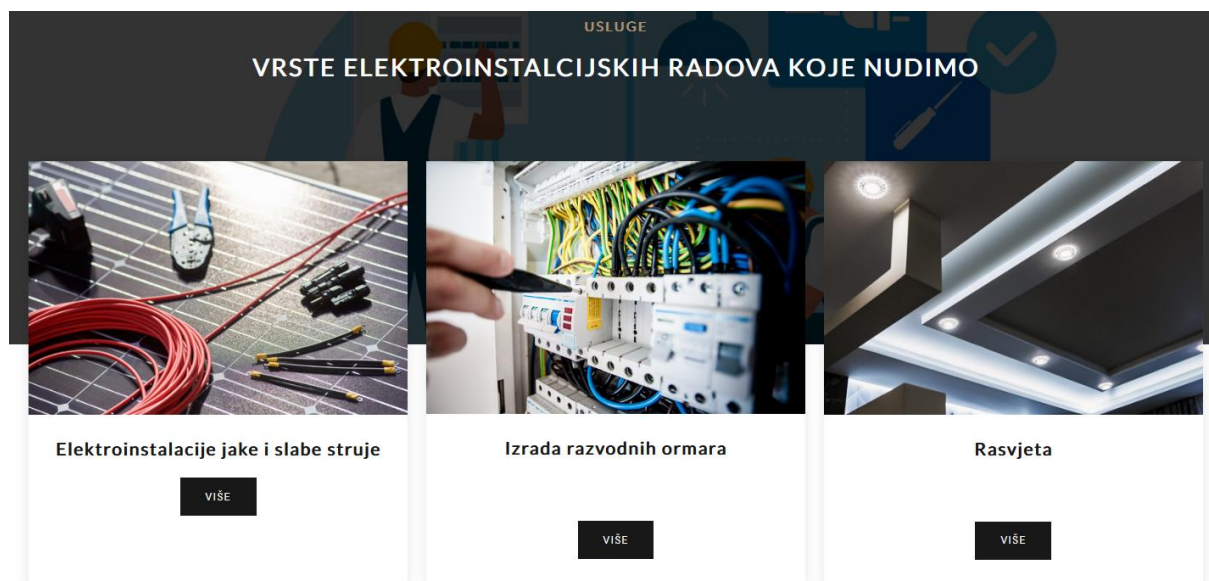 USLUGE
VRSTE ELEKTROINSTALCIJSKIH RADOVA KOJE NUDIMO
Elektroinstalacije jake i slabe struje
VIŠE
Izrada razvodnih ormara
VIŠE
Rasvjeta
VIŠE